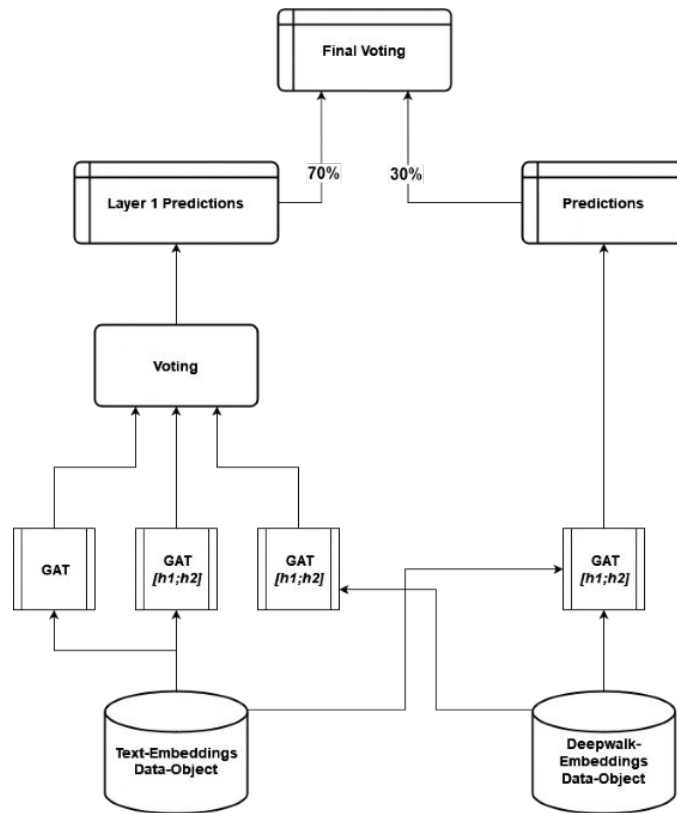 Final Voting
70%
30%
Layer 1 Predictions
Predictions
Voting
GAT
GAT
[h1;h2]
GAT
[h1;h2]
GAT
[h1;h2]
Text-Embeddings
Data-Object
Deepwalk-
Embeddings
Data-Object